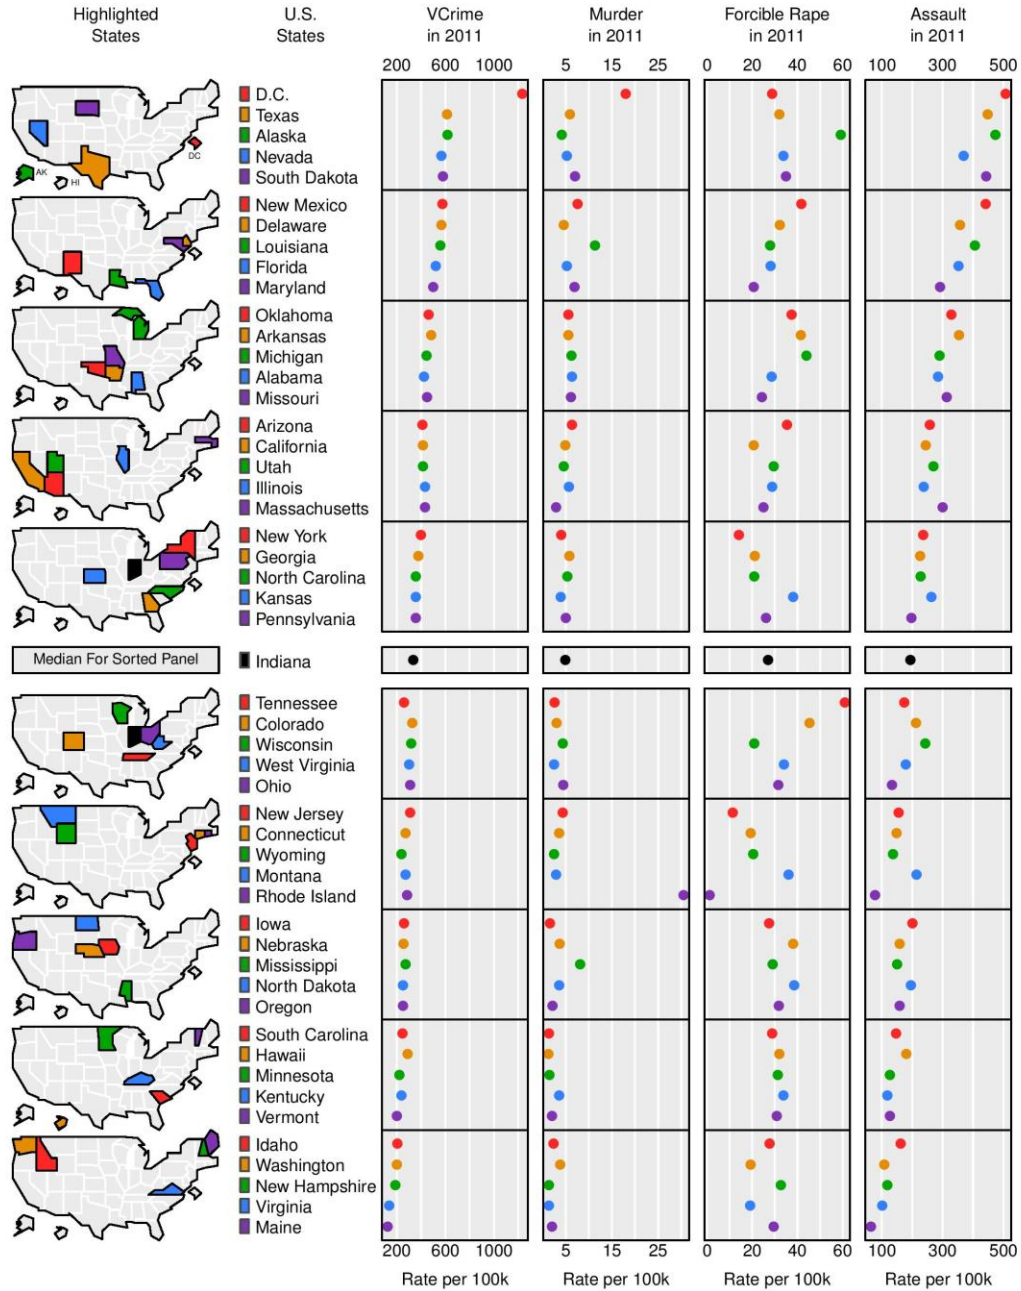 Highlighted States
U.S. States
VCrime in 2011
Murder in 2011
Forcible Rape in 2011
Assault in 2011
200 600 1000
5 15 25
0 20 40 60
100 300 500
D.C.
Texas
Alaska
Nevada
South Dakota
DC
AK
HI
New Mexico
Delaware
Louisiana
Florida
Maryland
Oklahoma
Arkansas
Michigan
Alabama
Missouri
Arizona
California
Utah
Illinois
Massachusetts
New York
Georgia
North Carolina
Kansas
Pennsylvania
Median For Sorted Panel
Indiana
Tennessee
Colorado
Wisconsin
West Virginia
Ohio
New Jersey
Connecticut
Wyoming
Montana
Rhode Island
Iowa
Nebraska
Mississippi
North Dakota
Oregon
South Carolina
Hawaii
Minnesota
Kentucky
Vermont
Idaho
Washington
New Hampshire
Virginia
Maine
200 600 1000
5 15 25
0 20 40 60
100 300 500
Rate per 100k
Rate per 100k
Rate per 100k
Rate per 100k